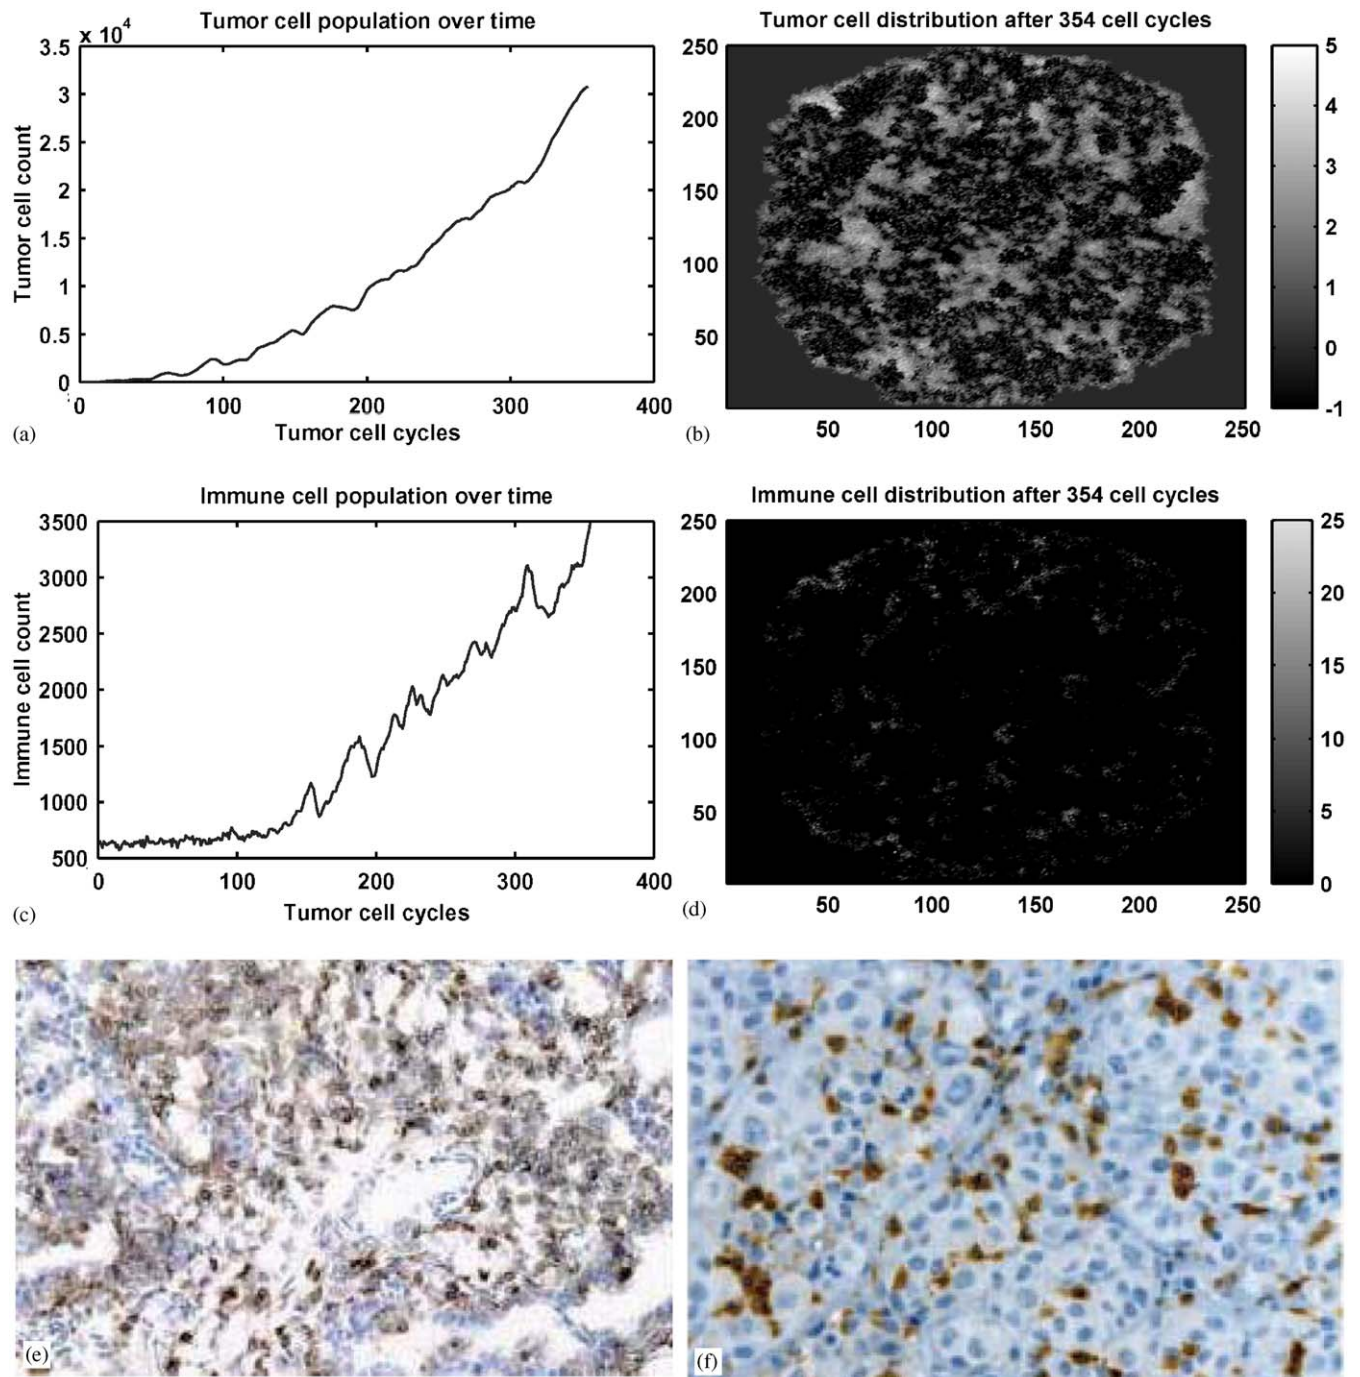 Tumor cell population over time
x 10^4
3.5
3
2.5
2
1.5
1
0.5
0
0 100 200 300 400
Tumor cell count
Tumor cell cycles
(a)
Tumor cell distribution after 354 cell cycles
250
200
150
100
50
50 100 150 200 250
5
4
3
2
1
0
-1
(b)
Immune cell population over time
3500
3000
2500
2000
1500
1000
500
0 100 200 300 400
Immune cell count
Tumor cell cycles
(c)
Immune cell distribution after 354 cell cycles
250
200
150
100
50
50 100 150 200 250
25
20
15
10
5
0
(d)
(e)
(f)